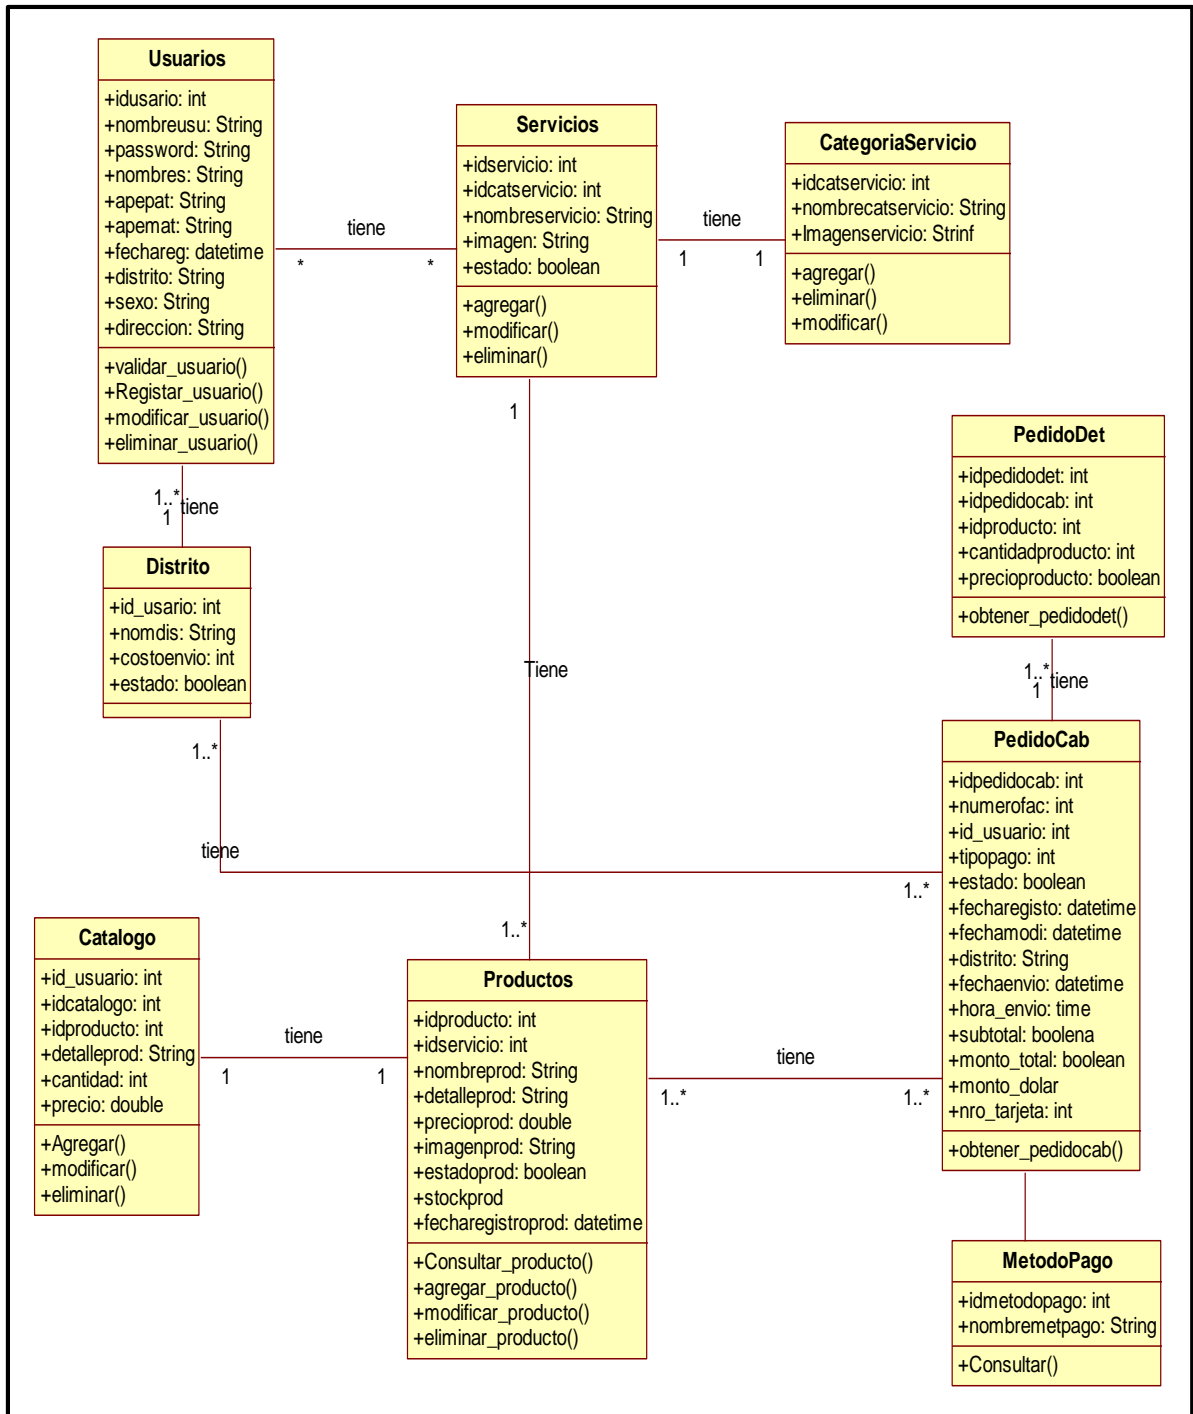 Usuarios
+idusario: int
+nombreusu: String
+password: String
+nombres: String
+apepat: String
+apemat: String
+fechareg: datetime
+distrito: String
+sexo: String
+direccion: String
+validar_usuario()
+Registar_usuario()
+modificar_usuario()
+eliminar_usuario()
tiene
*
*
Servicios
+idservicio: int
+idcatservicio: int
+nombreservicio: String
+imagen: String
+estado: boolean
+agregar()
+modificar()
+eliminar()
tiene
1
1
CategoriaServicio
+idcatservicio: int
+nombrecatservicio: String
+Imagenservicio: Strinf
+agregar()
+eliminar()
+modificar()
1..*
tiene
1
Distrito
+id_usario: int
+nomdis: String
+costoenvio: int
+estado: boolean
1..*
tiene
1..*
1
Tiene
1..*
PedidoDet
+idpedidodet: int
+idpedidocab: int
+idproducto: int
+cantidadproducto: int
+precioproducto: boolean
+obtener_pedidodet()
1..*
tiene
1
PedidoCab
+idpedidocab: int
+numerofac: int
+id_usuario: int
+tipopago: int
+estado: boolean
+fecharegisto: datetime
+fechamodi: datetime
+distrito: String
+fechaenvio: datetime
+hora_envio: time
+subtotal: boolena
+monto_total: boolean
+monto_dolar
+nro_tarjeta: int
+obtener_pedidocab()
Catalogo
+id_usuario: int
+idcatalogo: int
+idproducto: int
+detalleprod: String
+cantidad: int
+precio: double
+Agregar()
+modificar()
+eliminar()
tiene
1
1
Productos
+idproducto: int
+idservicio: int
+nombreprod: String
+detalleprod: String
+precioprod: double
+imagenprod: String
+estadoprod: boolean
+stockprod
+fecharegistroprod: datetime
+Consultar_producto()
+agregar_producto()
+modificar_producto()
+eliminar_producto()
tiene
1..*
1..*
MetodoPago
+idmetodopago: int
+nombremetpago: String
+Consultar()